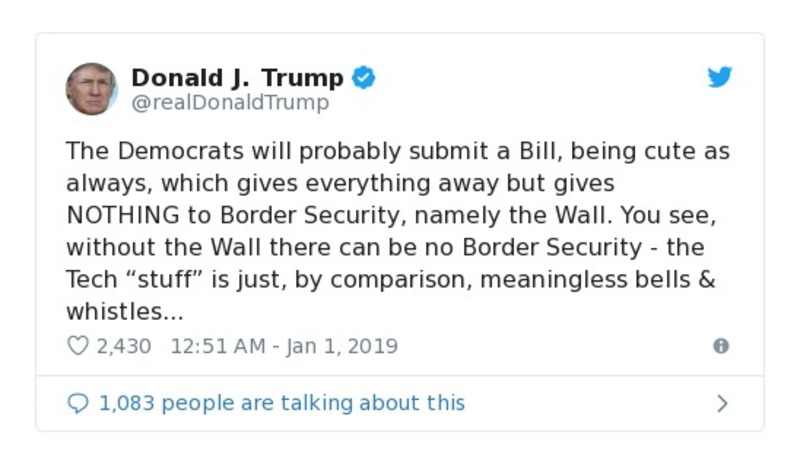 Donald J. Trump
@realDonaldTrump
The Democrats will probably submit a Bill, being cute as
always, which gives everything away but gives
NOTHING to Border Security, namely the Wall. You see,
without the Wall there can be no Border Security - the
Tech “stuff” is just, by comparison, meaningless bells &
whistles...
2,430 12:51 AM - Jan 1, 2019
1,083 people are talking about this